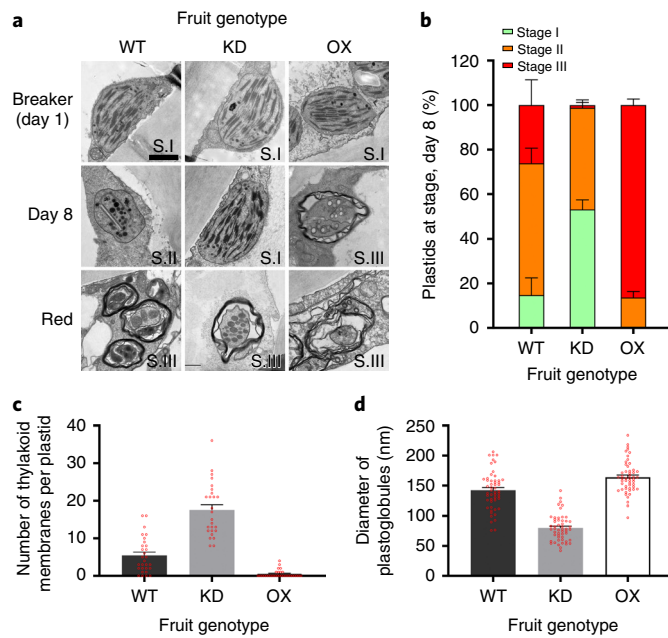 a
Fruit genotype
WT KD OX
Breaker
(day 1)
S.I
S.I
S.I
Day 8
S.II
S.I
S.III
Red
S.III
S.III
S.III
b
Stage I
Stage II
Stage III
Plastids at stage, day 8 (%)
120
100
80
60
40
20
0
WT KD OX
Fruit genotype
c
Number of thylakoid
membranes per plastid
40
30
20
10
0
WT KD OX
Fruit genotype
d
Diameter of
plastoglobules (nm)
250
200
150
100
50
0
WT KD OX
Fruit genotype